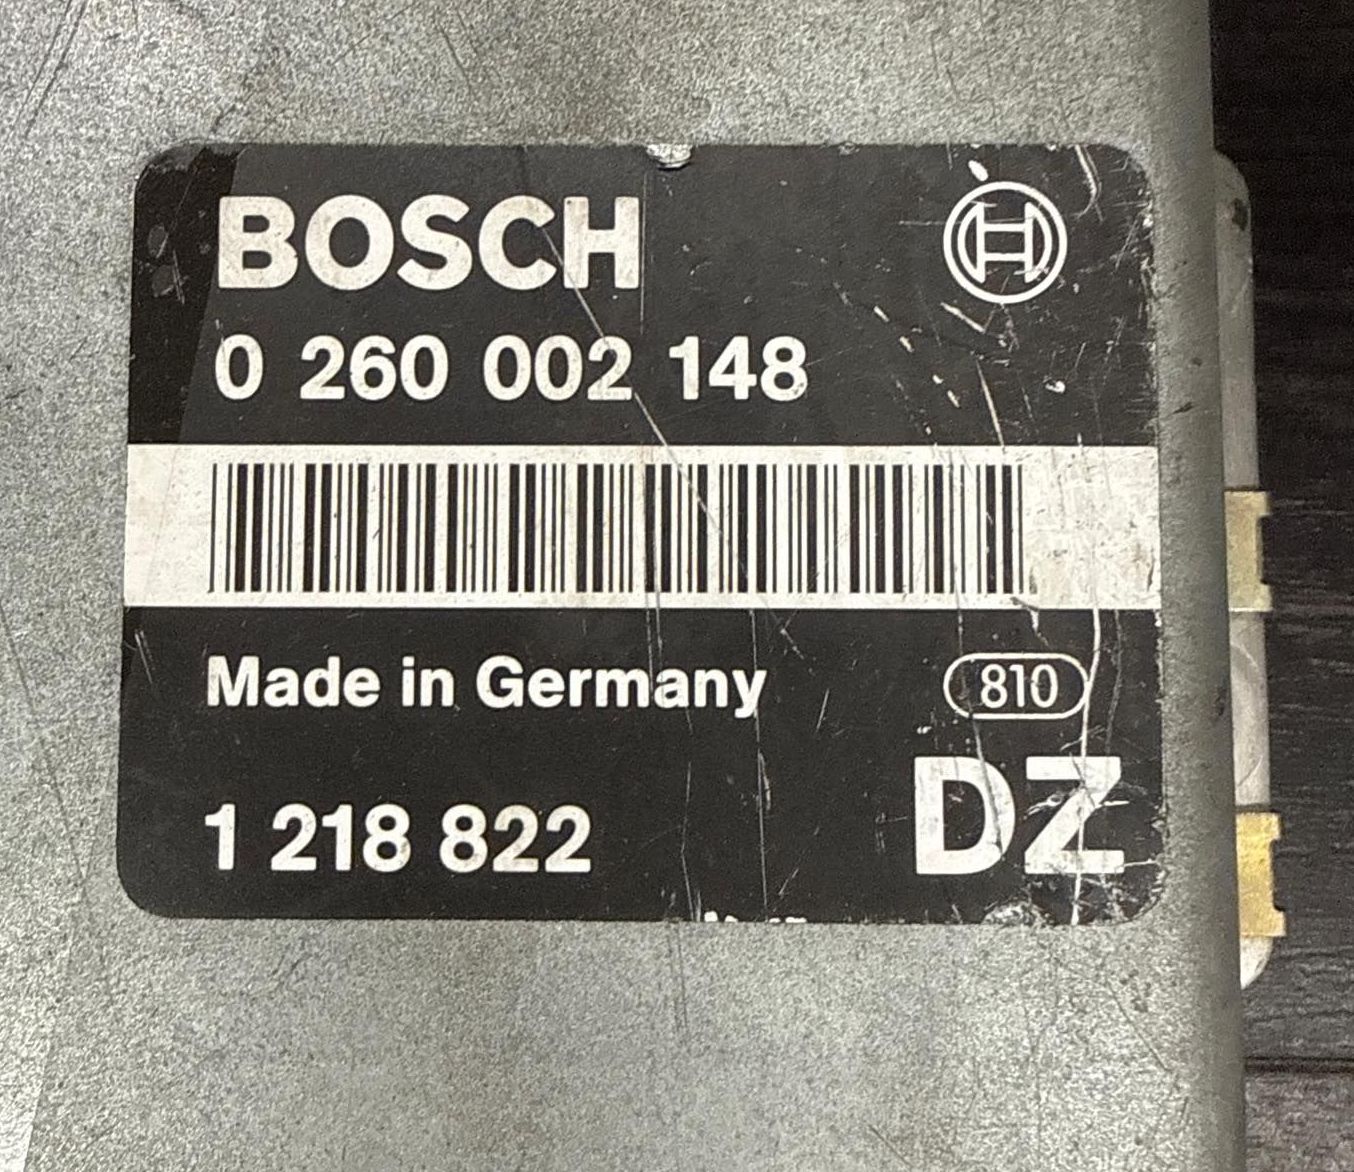 BOSCH
0 260 002 148
Made in Germany
810
1 218 822
DZ